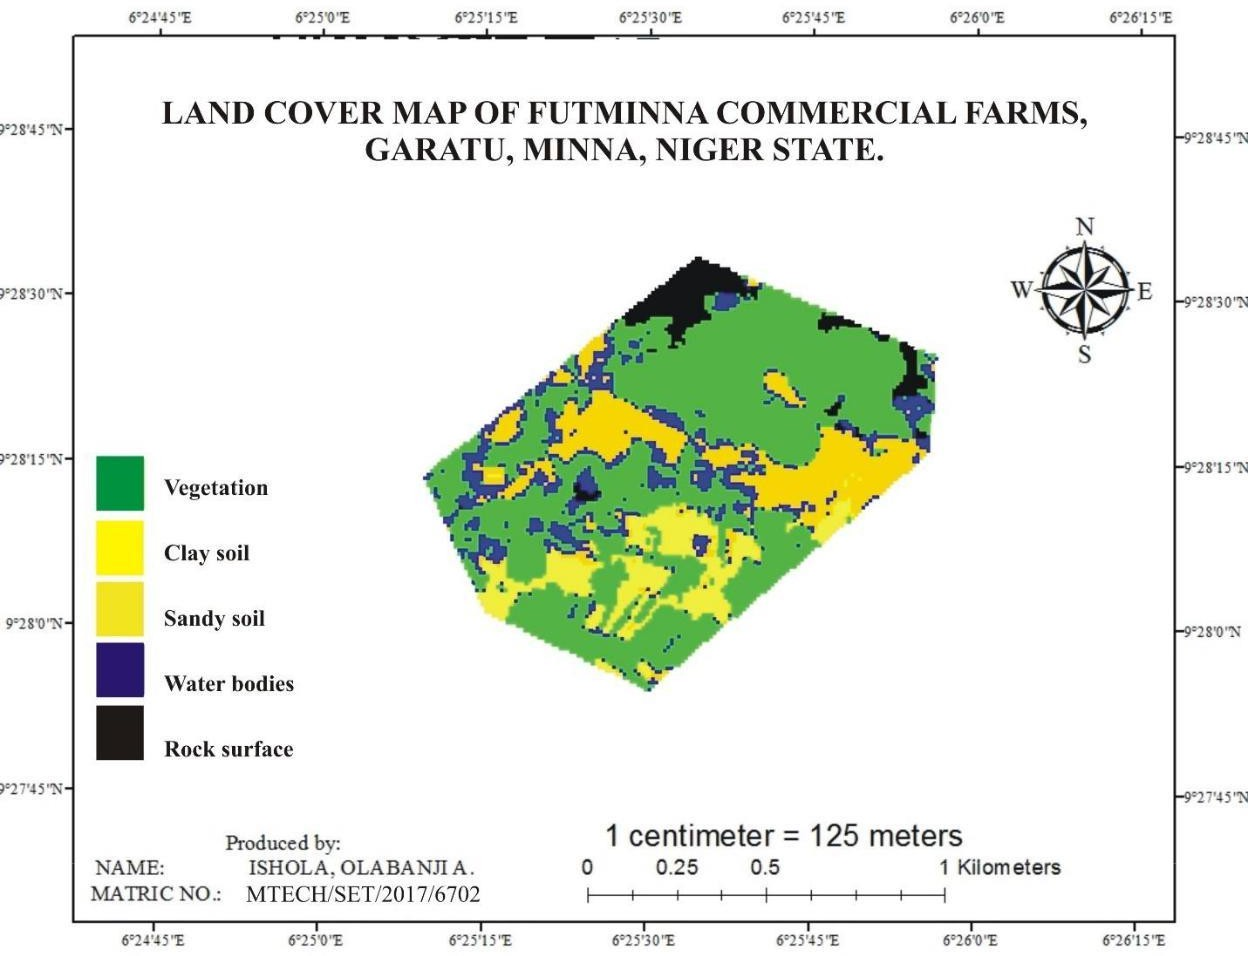 6°24'45"E 6°25'0"E 6°25'15"E 6°25'30"E 6°25'45"E 6°26'0"E 6°26'15"E
LAND COVER MAP OF FUTMINNA COMMERCIAL FARMS,
GARATU, MINNA, NIGER STATE.
9°28'45"N 9°28'45"N
N
W E
S
9°28'30"N 9°28'30"N
9°28'15"N 9°28'15"N
Vegetation
Clay soil
Sandy soil
9°28'0"N 9°28'0"N
Water bodies
Rock surface
9°27'45"N 9°27'45"N
Produced by:
NAME: ISHOLA, OLABANJI A.
MATRIC NO.: MTECH/SET/2017/6702
1 centimeter = 125 meters
0 0.25 0.5 1 Kilometers
6°24'45"E 6°25'0"E 6°25'15"E 6°25'30"E 6°25'45"E 6°26'0"E 6°26'15"E